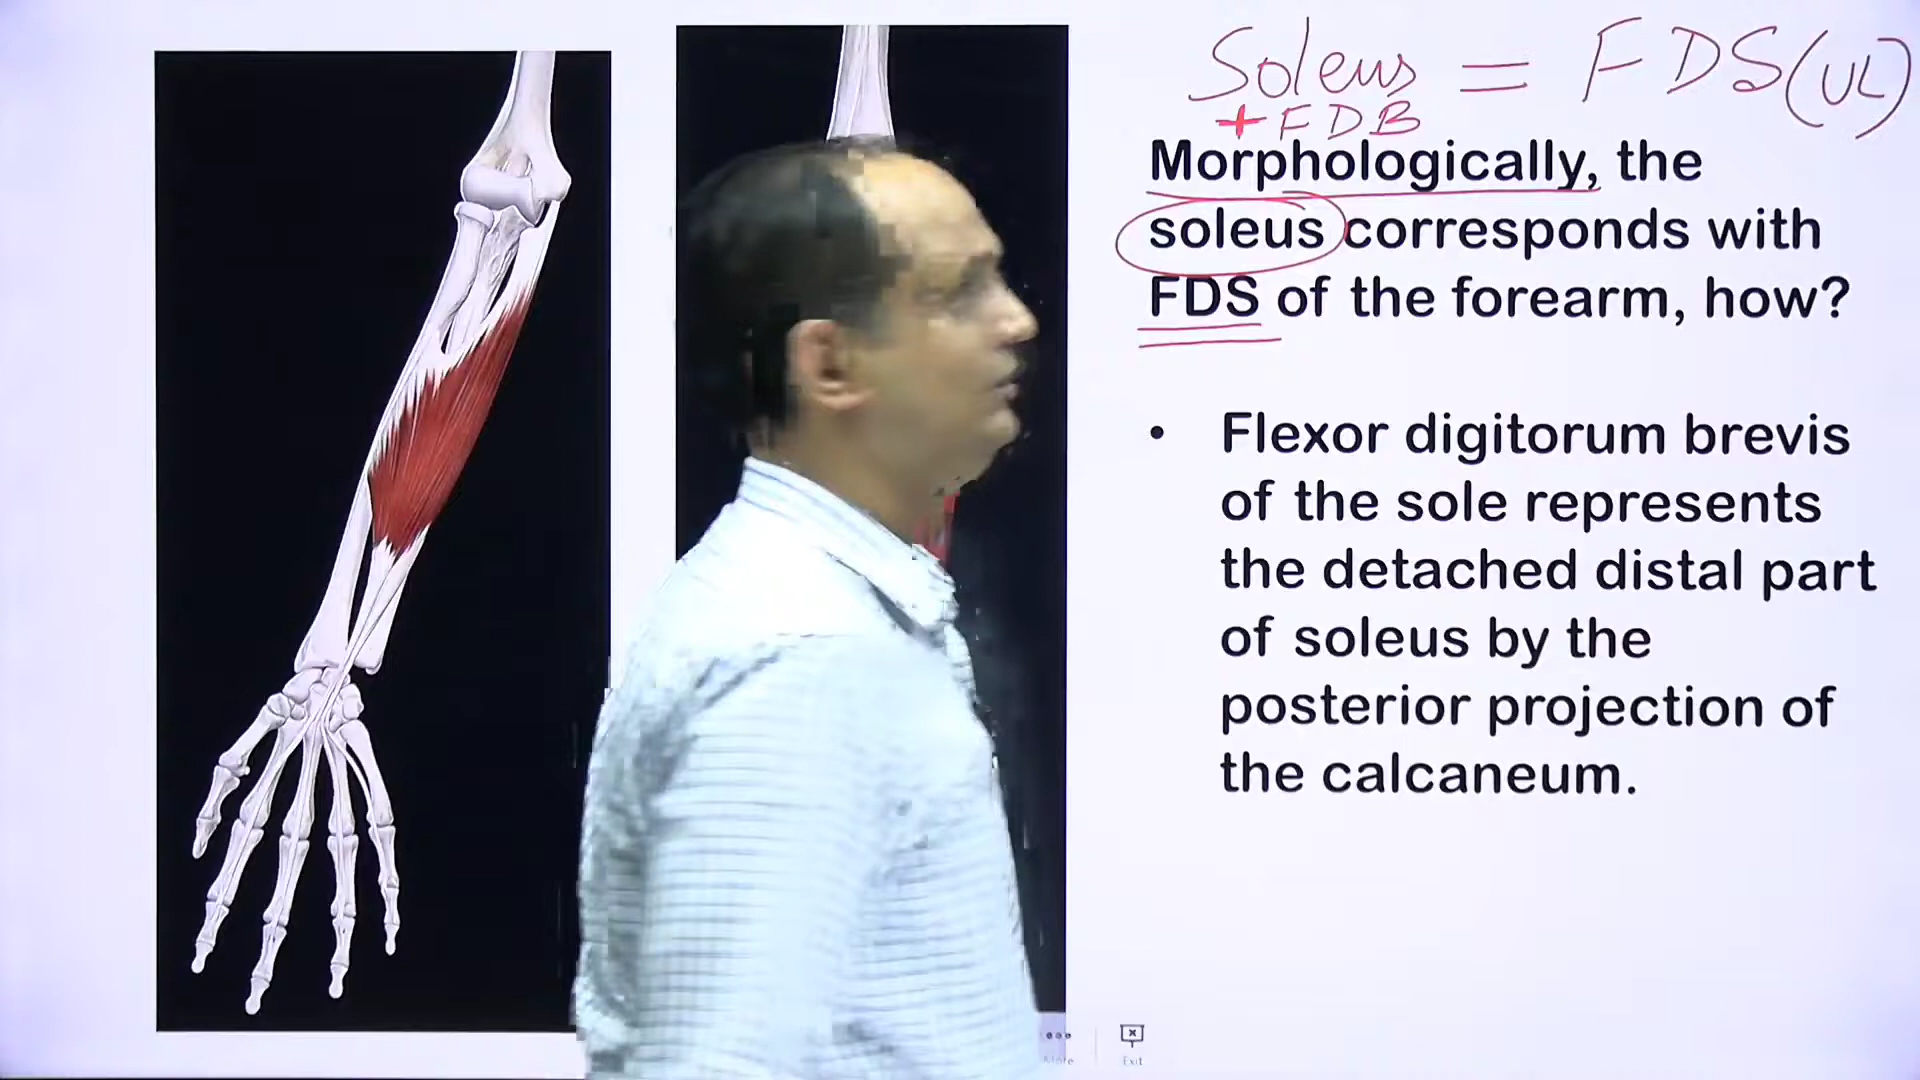 Soleus = FDS(UL)
+FDB
Morphologically, the
soleus corresponds with
FDS of the forearm, how?
• Flexor digitorum brevis
of the sole represents
the detached distal part
of soleus by the
posterior projection of
the calcaneum.
More
Exit